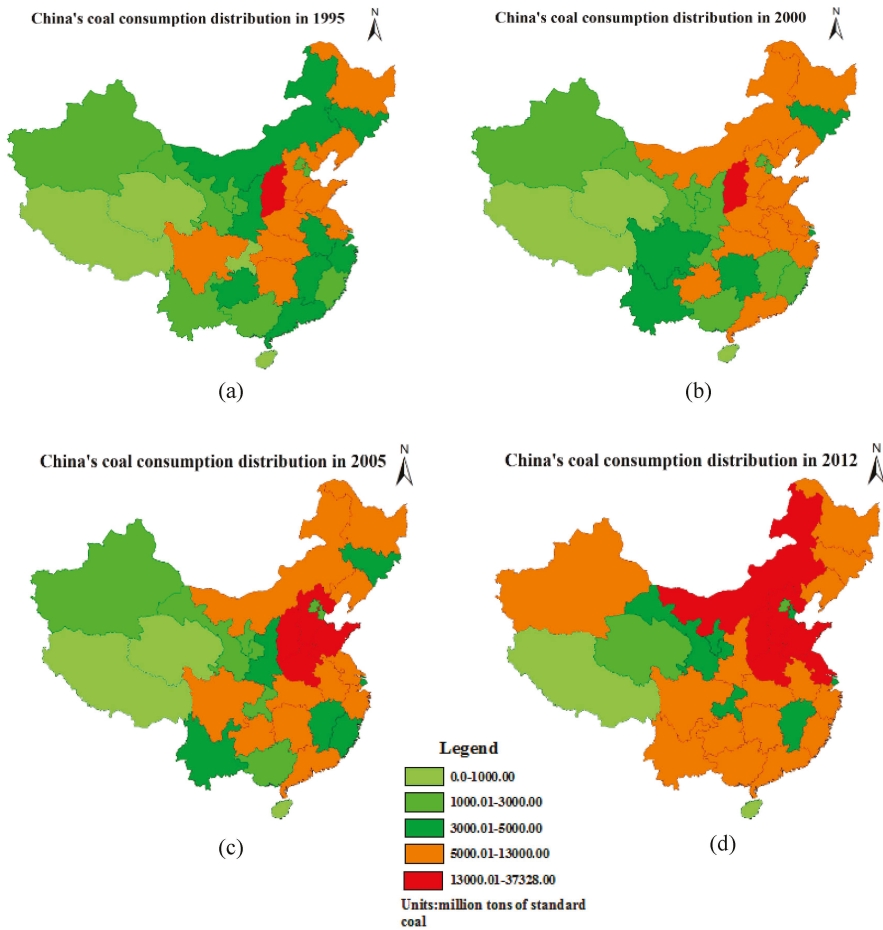 China's coal consumption distribution in 1995
N
China's coal consumption distribution in 2000
N
(a)
(b)
China's coal consumption distribution in 2005
N
China's coal consumption distribution in 2012
N
Legend
0.0-1000.00
1000.01-3000.00
3000.01-5000.00
5000.01-13000.00
13000.01-37328.00
Units:million tons of standard
coal
(c)
(d)